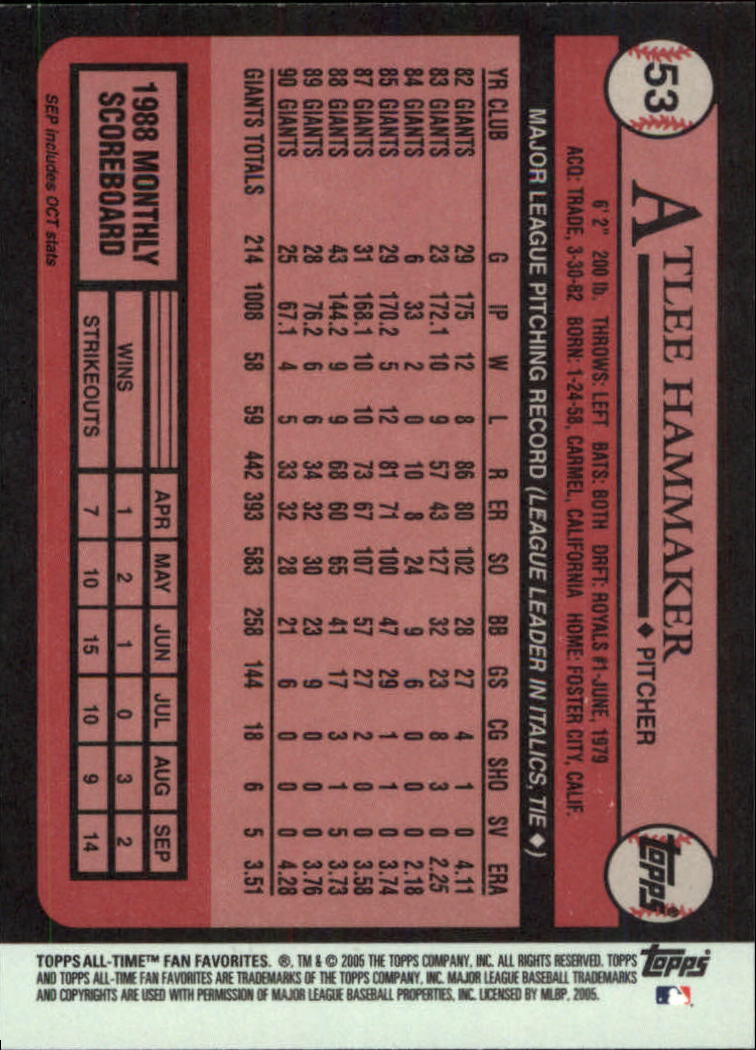 53
ATLEE HAMMAKER ♦ PITCHER
topps®
6' 2" 200 lb. THROWS: LEFT BATS: BOTH DRFT: ROYALS #1-JUNE, 1979
ACQ: TRADE, 3-30-82 BORN: 1-24-58, CARMEL, CALIFORNIA HOME: FOSTER CITY, CALIF.
MAJOR LEAGUE PITCHING RECORD (LEAGUE LEADER IN ITALICS, TIE ♦)
YR CLUB G IP W L R ER SO BB GS CG SHO SV ERA
82 GIANTS 29 175 12 8 86 80 102 28 27 4 1 0 4.11
83 GIANTS 23 172.1 10 9 57 43 127 32 23 8 3 0 2.25
84 GIANTS 6 33 2 0 10 8 24 9 6 0 0 0 2.18
85 GIANTS 29 170.2 5 12 81 71 100 47 29 1 1 0 3.74
87 GIANTS 31 168.1 10 10 73 67 107 57 27 2 0 0 3.58
88 GIANTS 43 144.2 9 9 68 60 65 41 17 3 1 5 3.73
89 GIANTS 28 76.2 6 6 34 32 30 23 9 0 0 0 3.76
90 GIANTS 25 67.1 4 5 33 32 28 21 6 0 0 0 4.28
GIANTS TOTALS 214 1008 58 59 442 393 583 258 144 18 6 5 3.51
1988 MONTHLY
SCOREBOARD
APR MAY JUN JUL AUG SEP
WINS 1 2 1 0 3 2
STRIKEOUTS 7 10 15 10 9 14
SEP includes OCT stats
TOPPS ALL-TIME™ FAN FAVORITES. ®, TM & © 2005 THE TOPPS COMPANY, INC. ALL RIGHTS RESERVED. TOPPS
AND TOPPS ALL-TIME FAN FAVORITES ARE TRADEMARKS OF THE TOPPS COMPANY, INC. MAJOR LEAGUE BASEBALL TRADEMARKS
AND COPYRIGHTS ARE USED WITH PERMISSION OF MAJOR LEAGUE BASEBALL PROPERTIES, INC. LICENSED BY MLBP, 2005.
topps